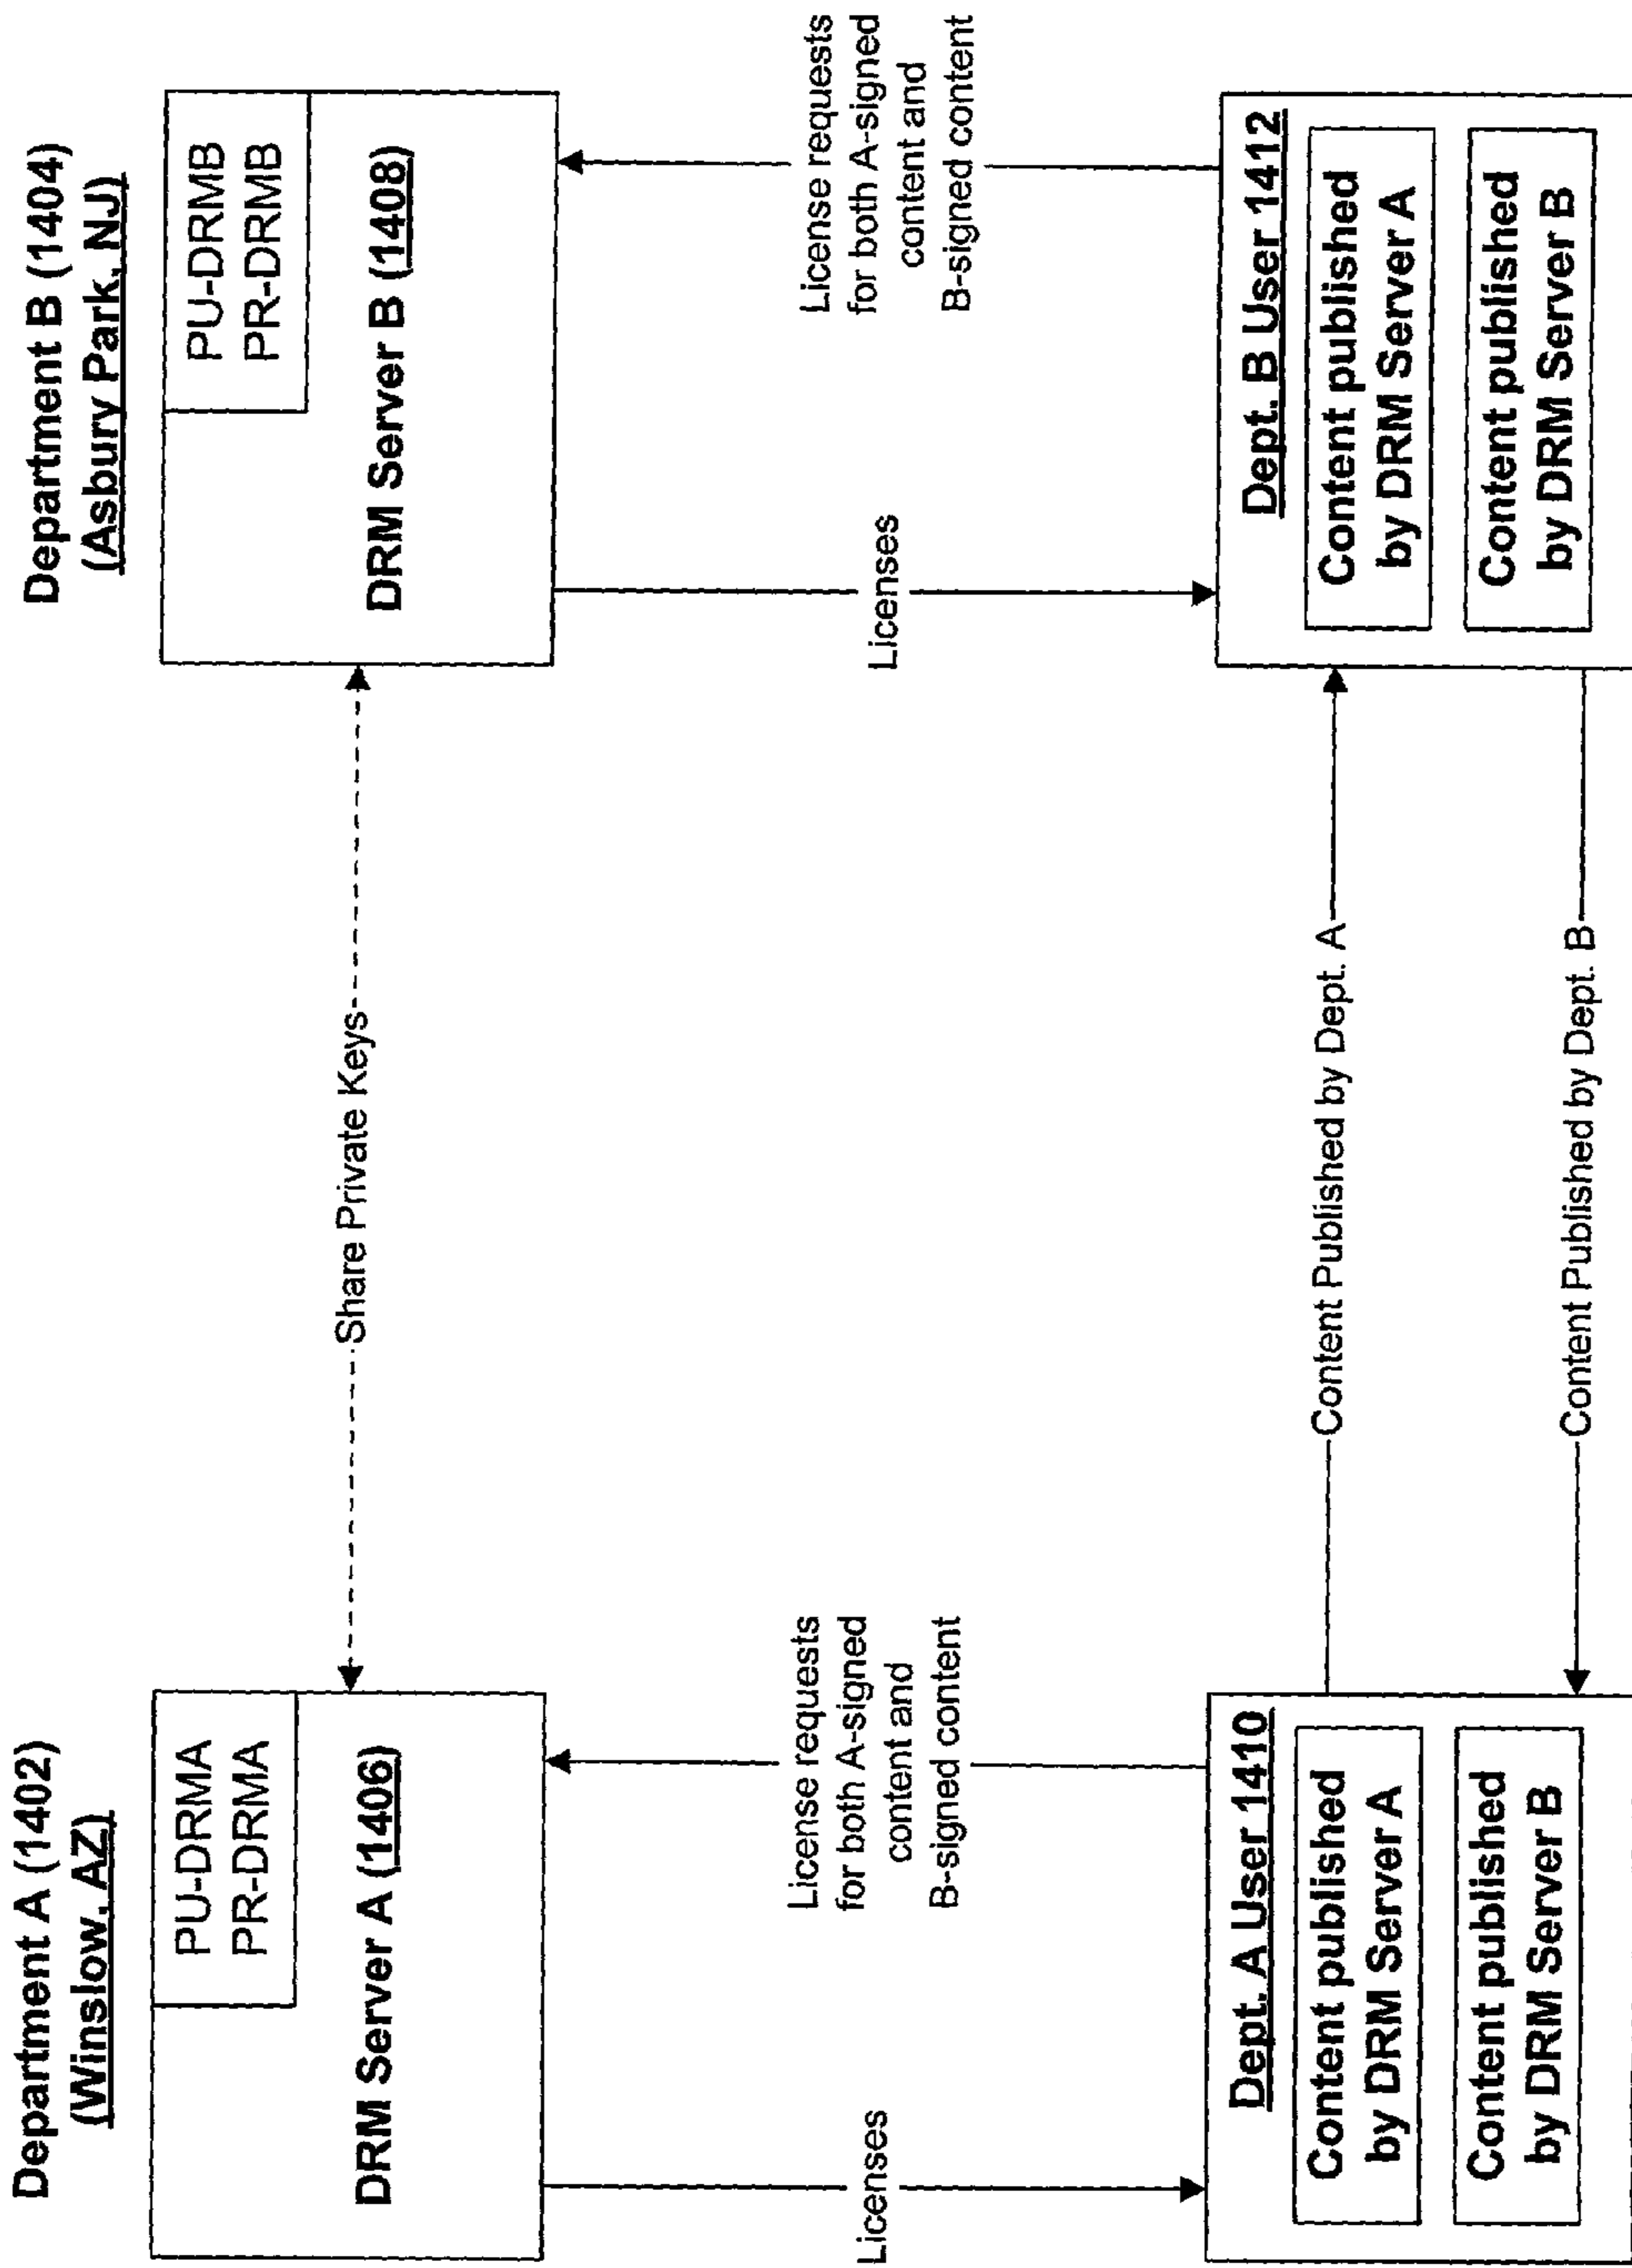 Department A (1402)
(Winslow, AZ)
PU-DRMA
PR-DRMA
DRM Server A (1406)
Share Private Keys
Department B (1404)
(Asbury Park, NJ)
PU-DRMB
PR-DRMB
DRM Server B (1408)
Licenses
License requests
for both A-signed
content and
B-signed content
Licenses
License requests
for both A-signed
content and
B-signed content
Dept. A User 1410
Content published
by DRM Server A
Content published
by DRM Server B
Content Published by Dept. A
Content Published by Dept. B
Dept. B User 1412
Content published
by DRM Server A
Content published
by DRM Server B